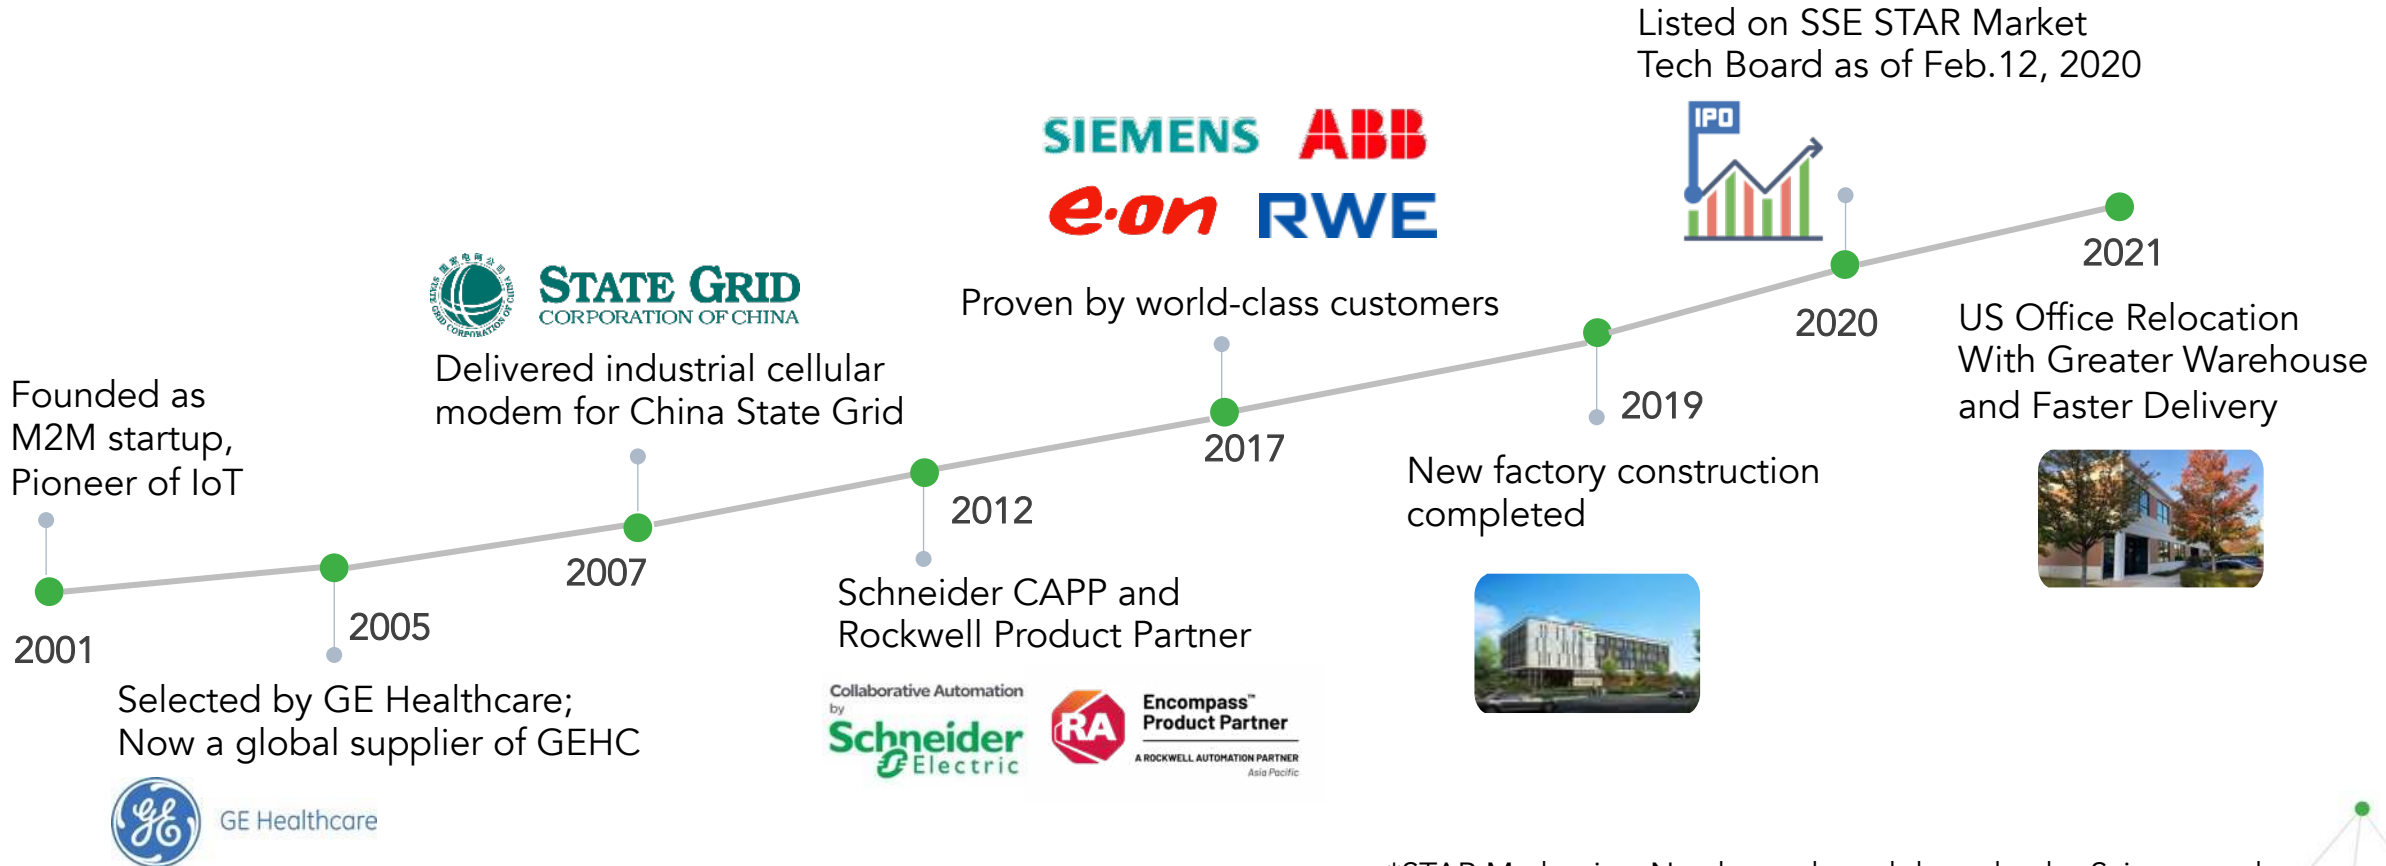 Listed on SSE STAR Market
Tech Board as of Feb.12, 2020
IPO
SIEMENS ABB
e·on RWE
2021
STATE GRID
CORPORATION OF CHINA
Proven by world-class customers
2020
US Office Relocation
With Greater Warehouse
and Faster Delivery
Delivered industrial cellular
modem for China State Grid
Founded as
M2M startup,
Pioneer of IoT
2019
2017
New factory construction
completed
2012
2007
Schneider CAPP and
Rockwell Product Partner
2005
2001
Selected by GE Healthcare;
Now a global supplier of GEHC
Collaborative Automation
by
Schneider
Electric
RA
Encompass™
Product Partner
A ROCKWELL AUTOMATION PARTNER
Asia Pacific
GE Healthcare